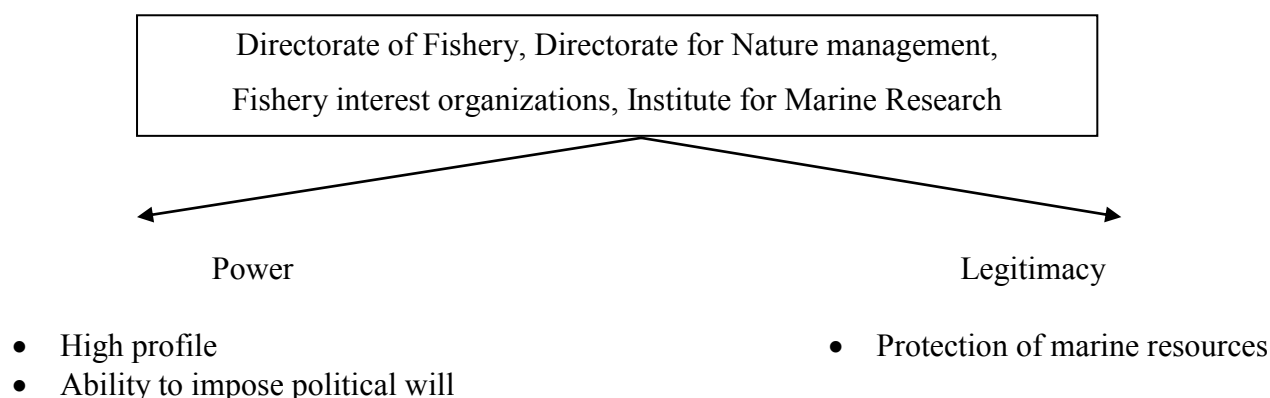 Directorate of Fishery, Directorate for Nature management,
Fishery interest organizations, Institute for Marine Research
Power
Legitimacy
• High profile
• Ability to impose political will
• Protection of marine resources